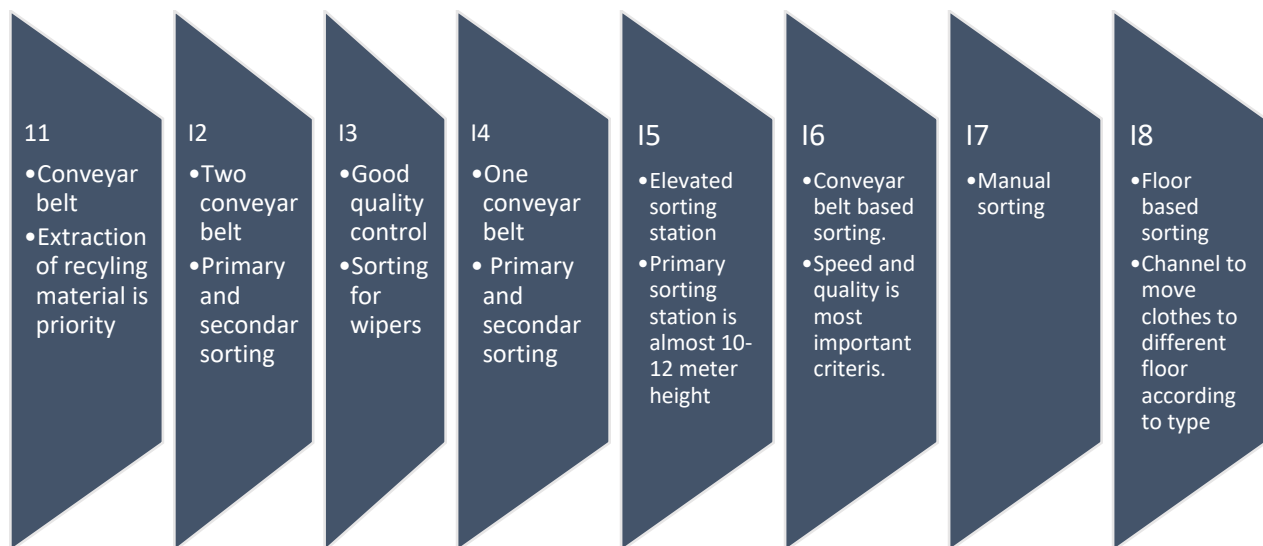 11
•Conveyar
belt
•Extraction
of recyling
material is
priority
I2
•Two
conveyar
belt
•Primary
and
secondar
sorting
I3
•Good
quality
control
•Sorting
for
wipers
I4
•One
conveyar
belt
• Primary
and
secondar
sorting
I5
•Elevated
sorting
station
•Primary
sorting
station is
almost 10-
12 meter
height
I6
•Conveyar
belt based
sorting.
•Speed and
quality is
most
important
criteris.
I7
•Manual
sorting
I8
•Floor
based
sorting
•Channel to
move
clothes to
different
floor
according
to type